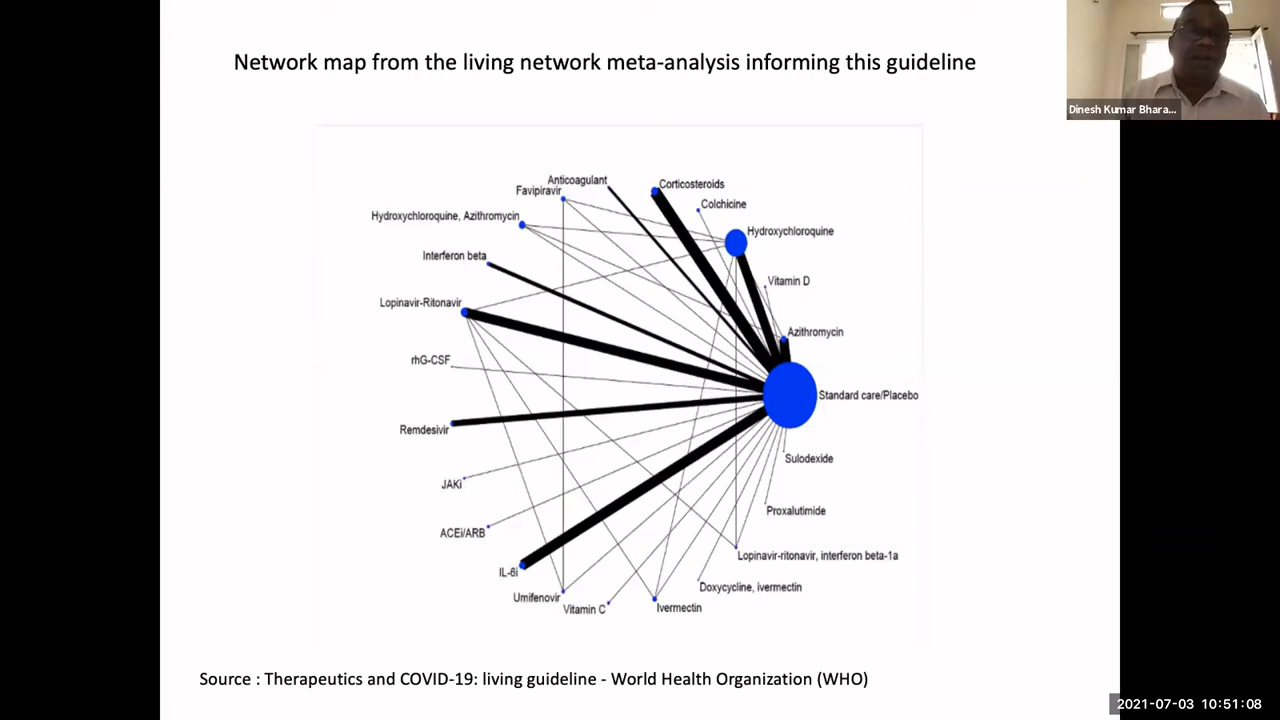 Network map from the living network meta-analysis informing this guideline
Dinesh Kumar Bhara...
Anticoagulant
Favipiravir
Corticosteroids
Colchicine
Hydroxychloroquine, Azithromycin
Hydroxychloroquine
Interferon beta
Vitamin D
Lopinavir-Ritonavir
Azithromycin
rhG-CSF
Standard care/Placebo
Remdesivir
Sulodexide
JAKi
Proxalutimide
ACEi/ARB
Lopinavir-ritonavir, interferon beta-1a
IL-6i
Doxycycline, ivermectin
Umifenovir
Vitamin C
Ivermectin
Source : Therapeutics and COVID-19: living guideline - World Health Organization (WHO)
2021-07-03 10:51:08